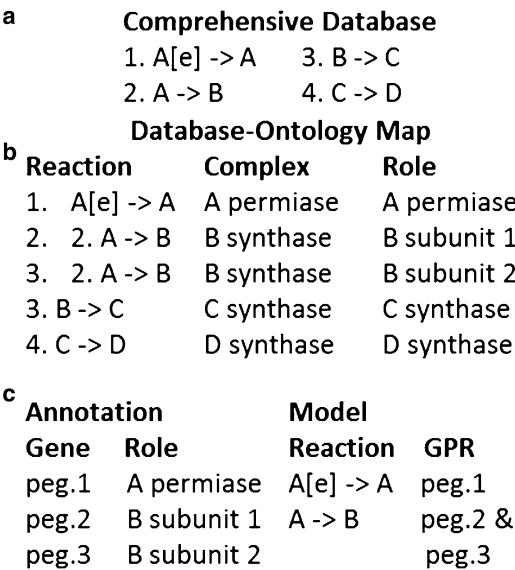 a
Comprehensive Database
1. A[e] -> A 3. B -> C
2. A -> B 4. C -> D
Database-Ontology Map
b
Reaction Complex Role
1. A[e] -> A A permiase A permiase
2. 2. A -> B B synthase B subunit 1
3. 2. A -> B B synthase B subunit 2
3. B -> C C synthase C synthase
4. C -> D D synthase D synthase
c
Annotation Model
Gene Role Reaction GPR
peg.1 A permiase A[e] -> A peg.1
peg.2 B subunit 1 A -> B peg.2 &
peg.3 B subunit 2 peg.3